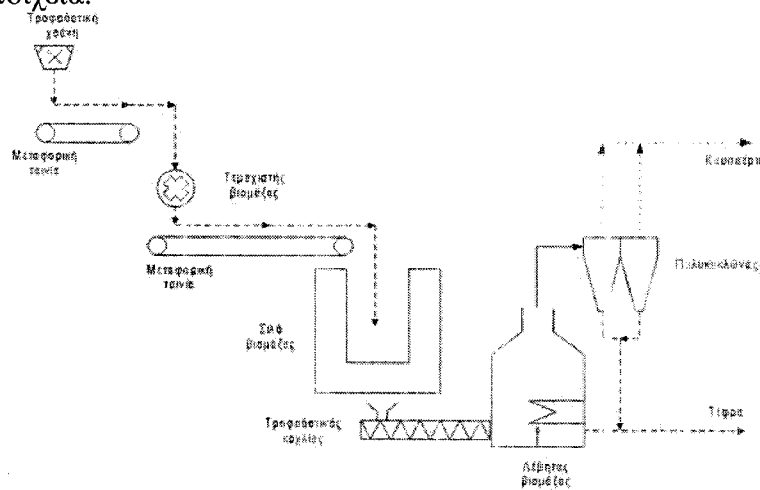 Τροφοδοτική
χοάνη
Μεταφορική
ταινία
Τεμαχιστής
βιομάζας
Καυσαέρια
Μεταφορική
ταινία
Πολυκυκλώνας
Σιλό
βιομάζας
Τροφοδοτικός
κοχλίας
Τέφρα
Λέβητας
βιομάζας